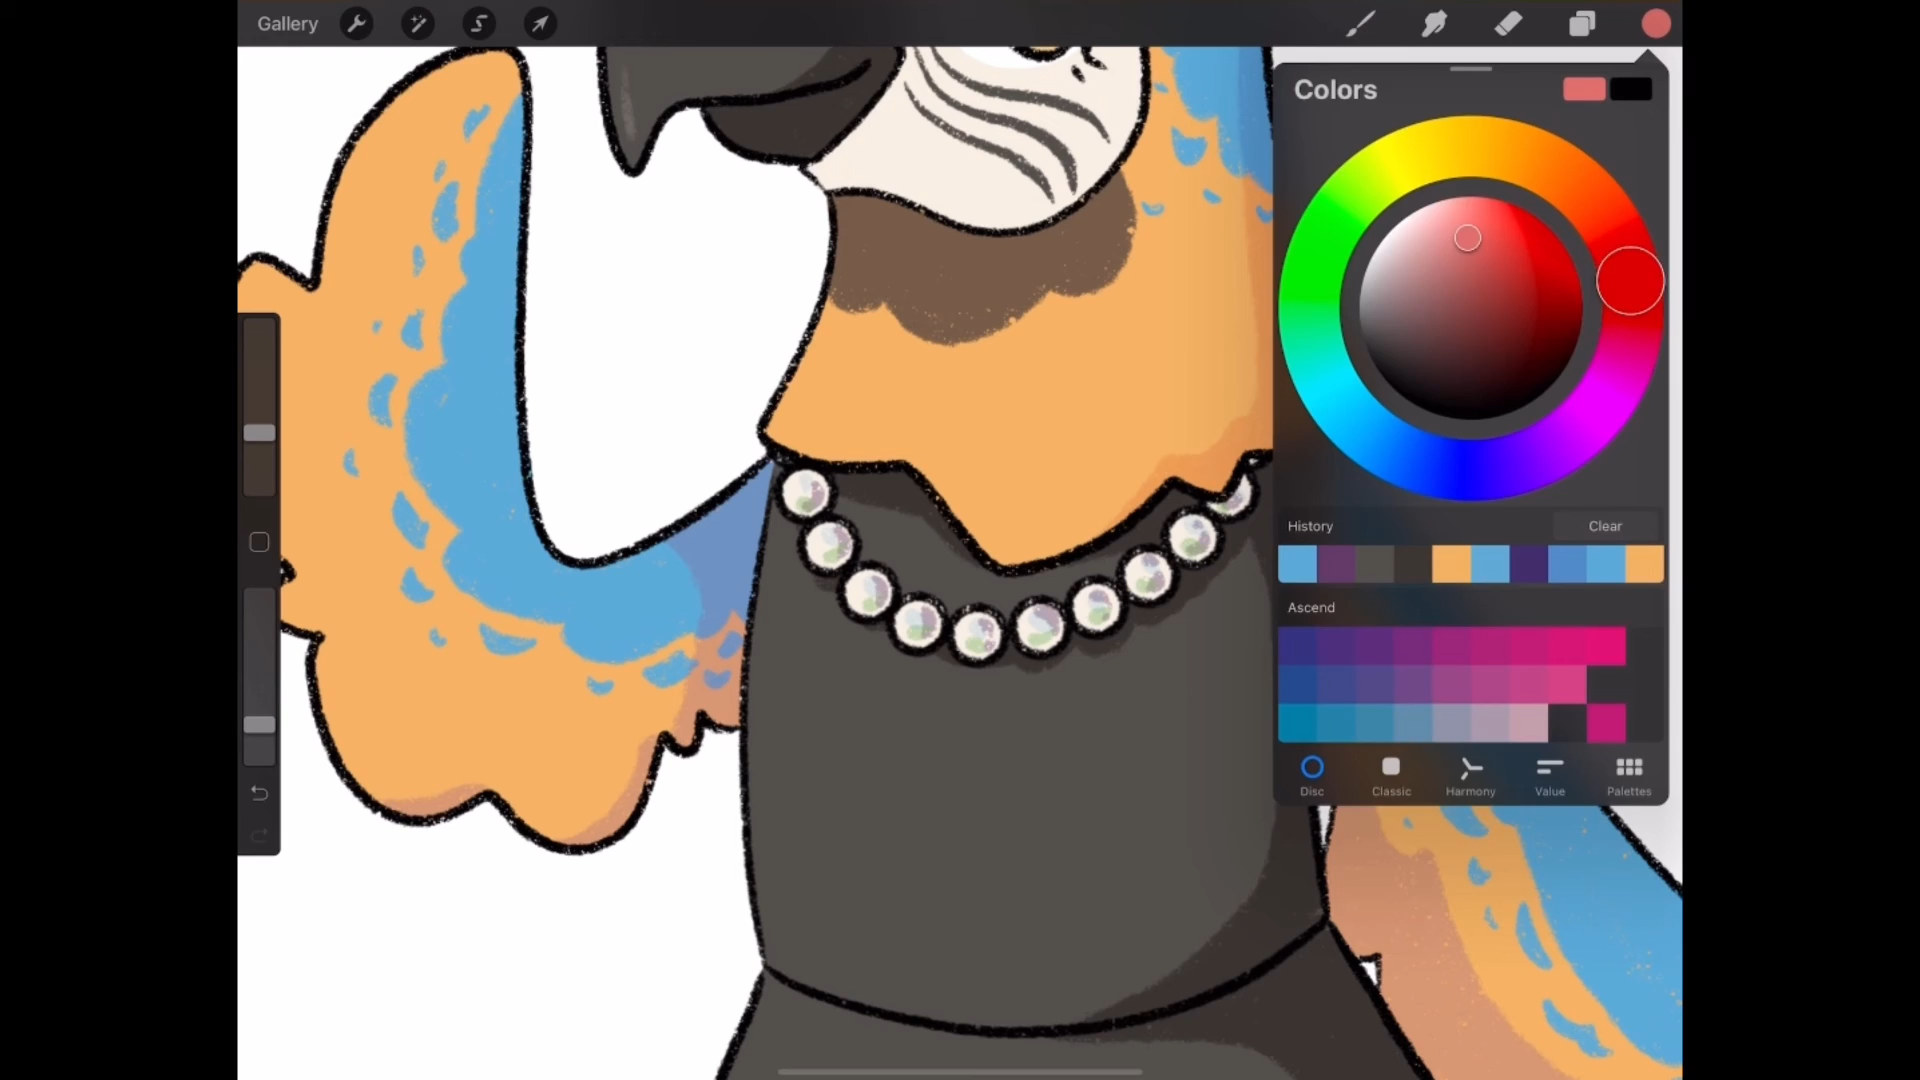 Gallery
Colors
History
Clear
Ascend
Disc
Classic
Harmony
Value
Palettes